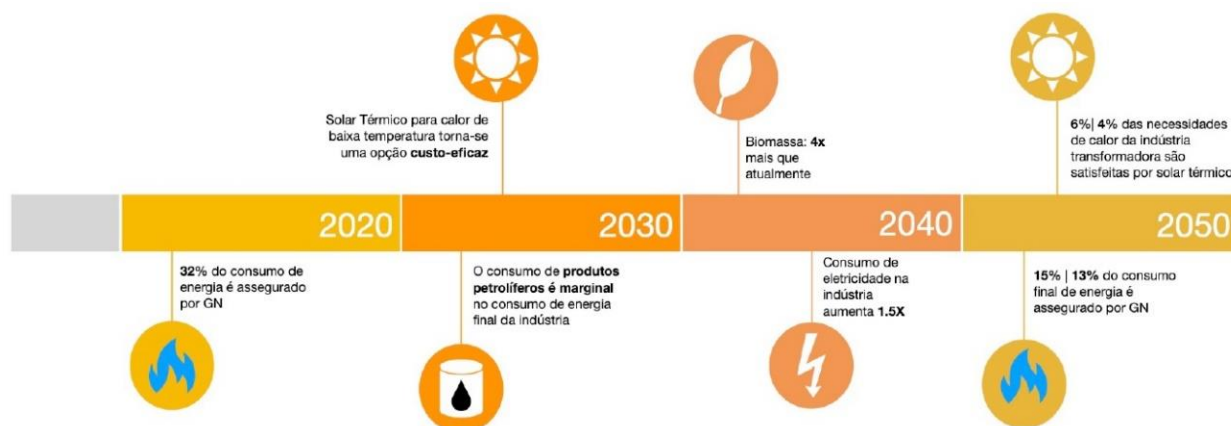 Solar Térmico para calor de
baixa temperatura torna-se
uma opção custo-eficaz
Biomassa: 4x
mais que
atualmente
6%| 4% das necessidades
de calor da indústria
transformadora são
satisfeitas por solar térmico
2020
2030
2040
2050
32% do consumo de
energia é assegurado
por GN
O consumo de produtos
petrolíferos é marginal
no consumo de energia
final da indústria
Consumo de
eletricidade na
indústria
aumenta 1.5X
15% | 13% do consumo
final de energia é
assegurado por GN